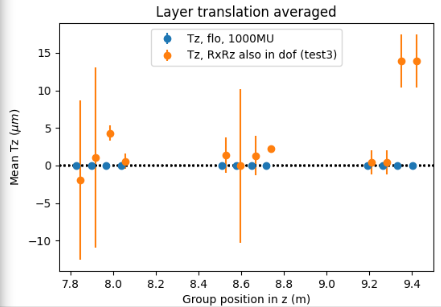 Layer translation averaged
Tz, flo, 1000MU
Tz, RxRz also in dof (test3)
Mean Tz (μm)
15
10
5
0
−5
−10
7.8 8.0 8.2 8.4 8.6 8.8 9.0 9.2 9.4
Group position in z (m)